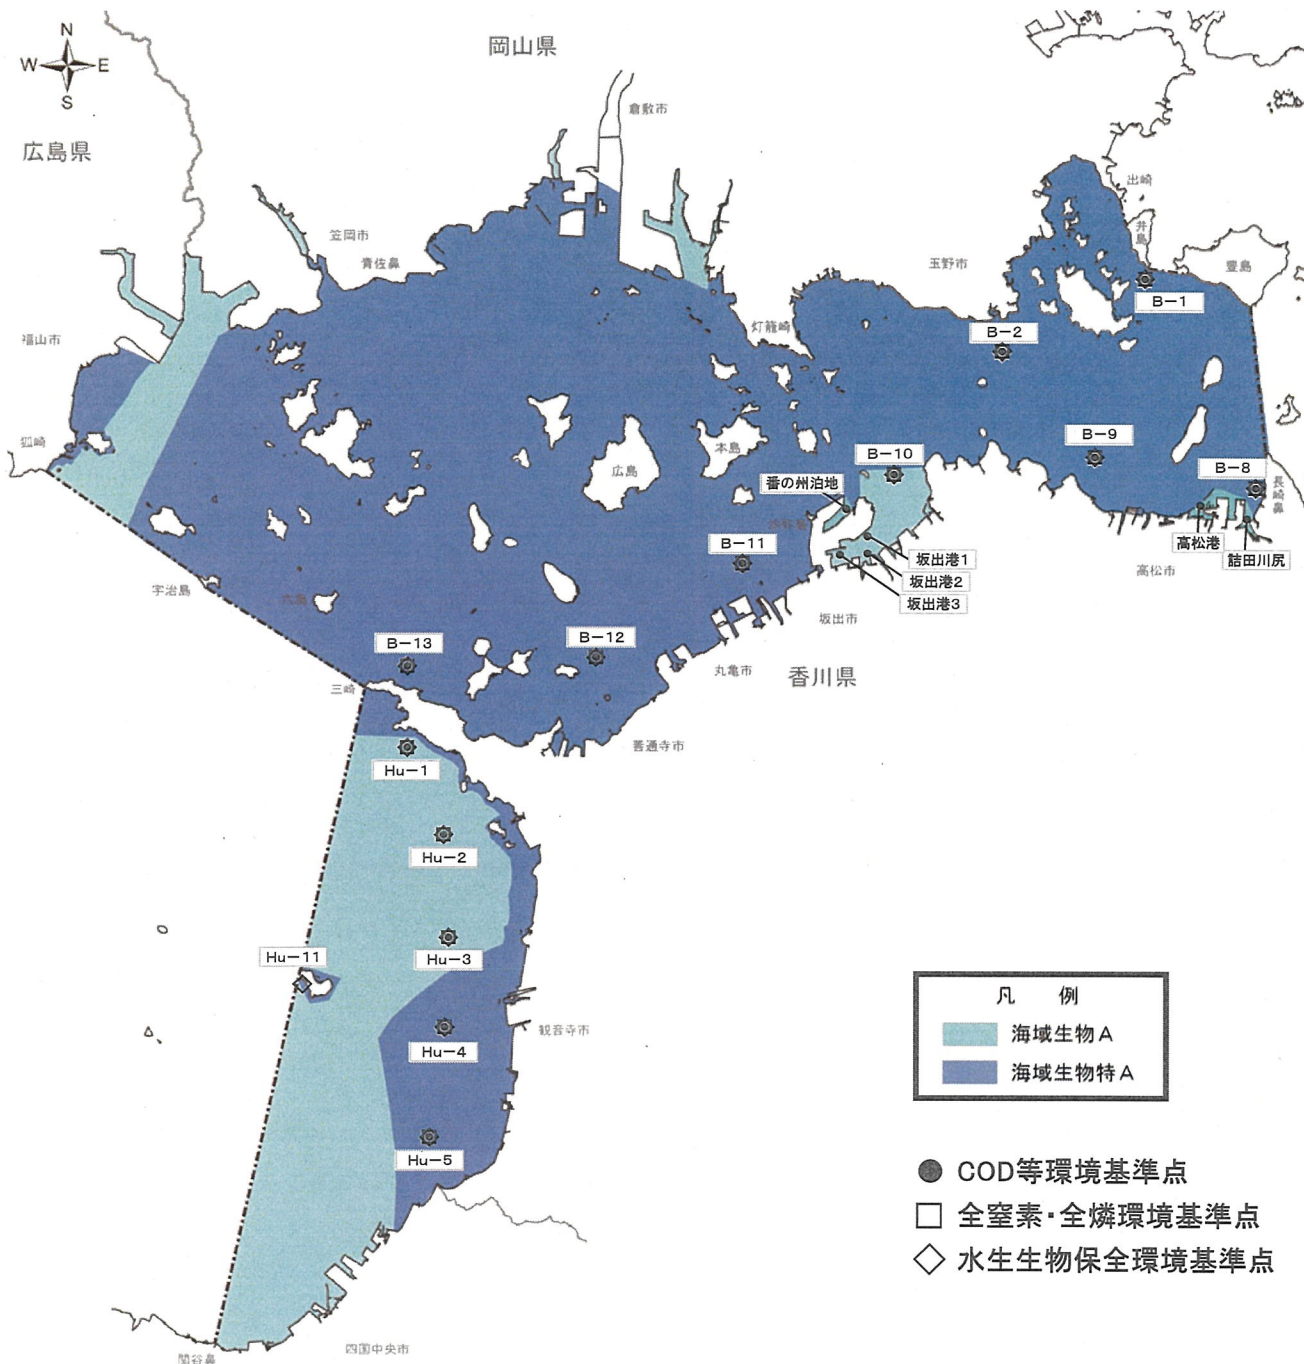 N
W E
S
岡山県
倉敷市
広島県
出崎
井島
笠岡市
青佐鼻
玉野市
豊島
B-1
灯籠崎
B-2
福山市
狐崎
本島
B-9
広島
B-10
B-8
番の州泊地
長崎鼻
B-11
坂出港1
高松港
詰田川尻
宇治島
六島
坂出港2
高松市
坂出港3
坂出市
B-13
B-12
丸亀市
香川県
三崎
善通寺市
Hu-1
Hu-2
Hu-3
Hu-11
凡 例
海域生物A
海域生物特A
観音寺市
Hu-4
Hu-5
COD等環境基準点
全窒素・全燐環境基準点
水生生物保全環境基準点
四国中央市
関谷鼻